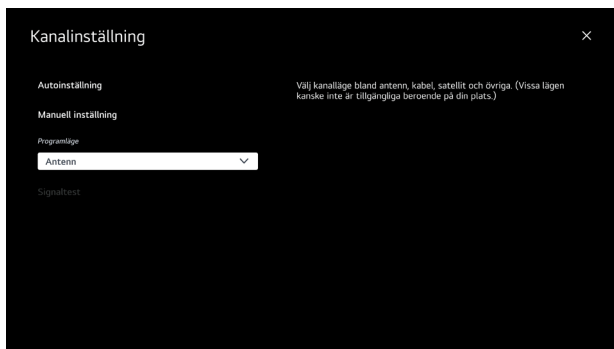 Kanalinställning
Autoinställning
Manuell inställning
Programläge
Antenn
Signaltest
Välj kanalläge bland antenn, kabel, satellit och övriga. (Vissa lägen
kanske inte är tillgängliga beroende på din plats.)